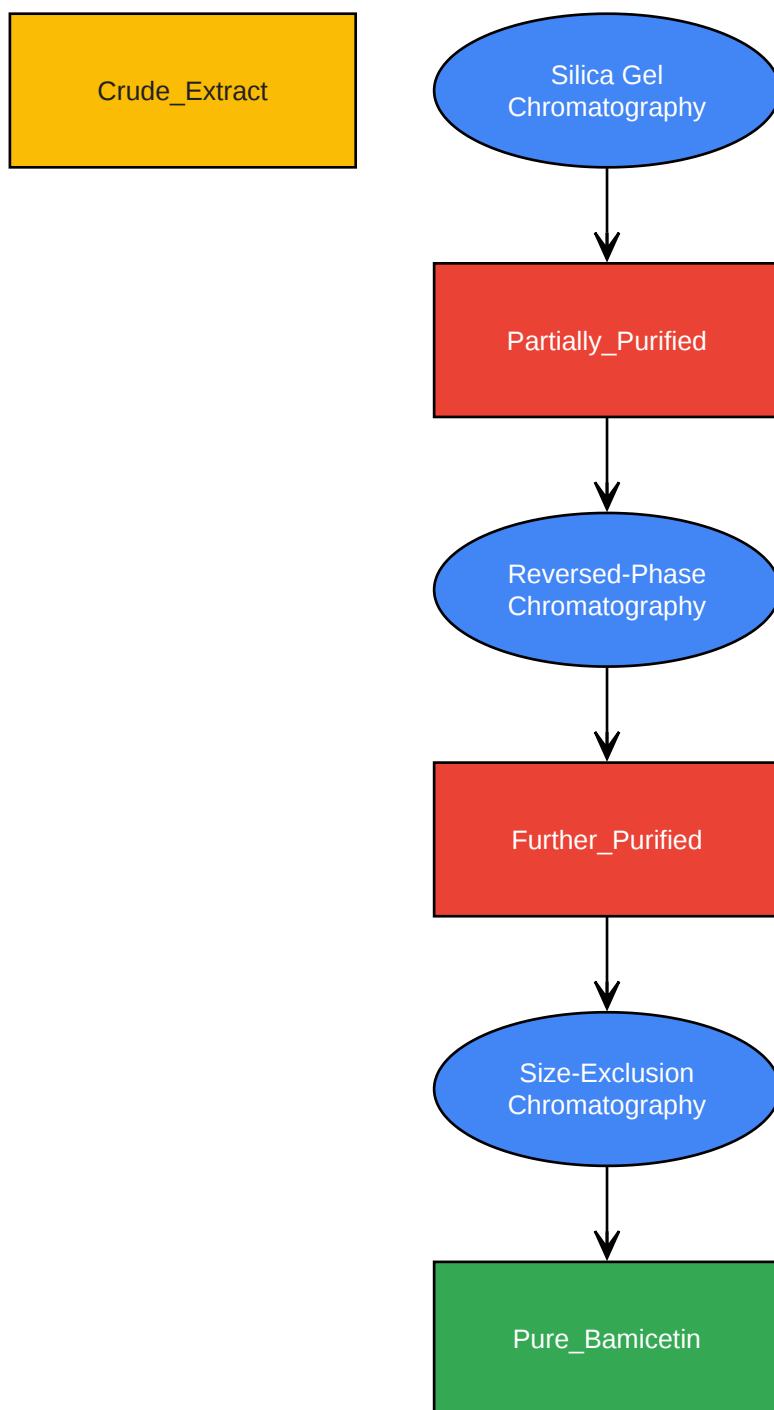 Crude_Extract
Silica Gel
Chromatography
Partially_Purified
Reversed-Phase
Chromatography
Further_Purified
Size-Exclusion
Chromatography
Pure_Bamicetin